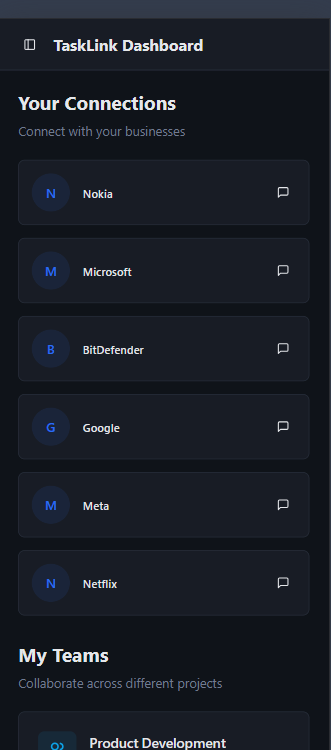 TaskLink Dashboard
Your Connections
Connect with your businesses
N Nokia
M Microsoft
B BitDefender
G Google
M Meta
N Netflix
My Teams
Collaborate across different projects
Product Development